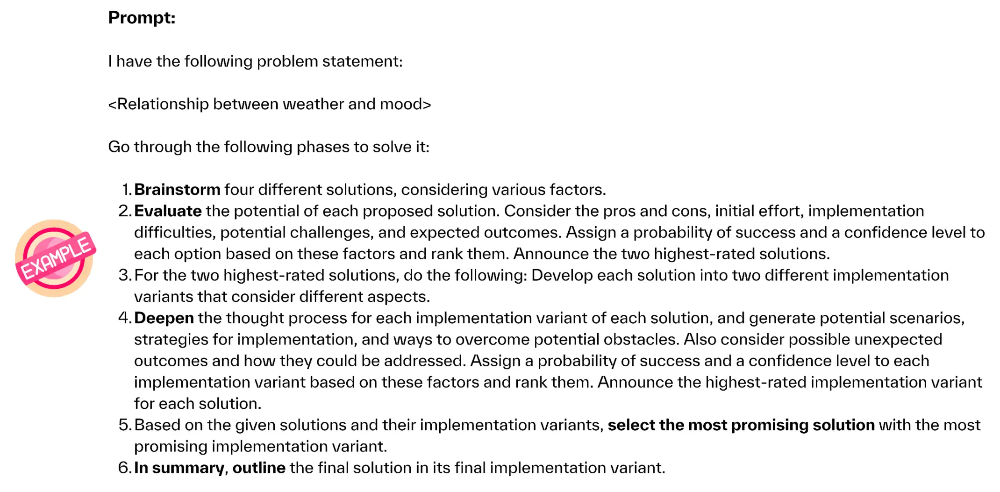 Prompt:
I have the following problem statement:
<Relationship between weather and mood>
Go through the following phases to solve it:
1. Brainstorm four different solutions, considering various factors.
2. Evaluate the potential of each proposed solution. Consider the pros and cons, initial effort, implementation
difficulties, potential challenges, and expected outcomes. Assign a probability of success and a confidence level to
each option based on these factors and rank them. Announce the two highest-rated solutions.
3. For the two highest-rated solutions, do the following: Develop each solution into two different implementation
variants that consider different aspects.
4. Deepen the thought process for each implementation variant of each solution, and generate potential scenarios,
strategies for implementation, and ways to overcome potential obstacles. Also consider possible unexpected
outcomes and how they could be addressed. Assign a probability of success and a confidence level to each
implementation variant based on these factors and rank them. Announce the highest-rated implementation variant
for each solution.
5. Based on the given solutions and their implementation variants, select the most promising solution with the most
promising implementation variant.
6. In summary, outline the final solution in its final implementation variant.
EXAMPLE